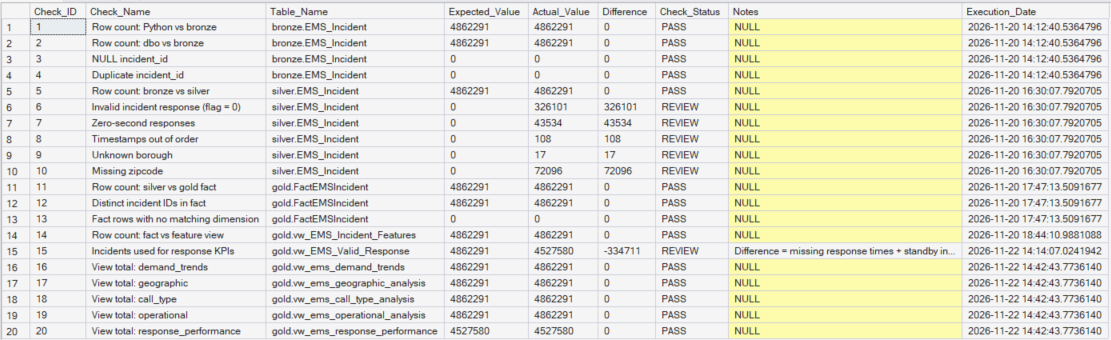 Check_ID Check_Name Table_Name Expected_Value Actual_Value Difference Check_Status Notes Execution_Date
1 1 Row count: Python vs bronze bronze.EMS_Incident 4862291 4862291 0 PASS NULL 2026-11-20 14:12:40.5364796
2 2 Row count: dbo vs bronze bronze.EMS_Incident 4862291 4862291 0 PASS NULL 2026-11-20 14:12:40.5364796
3 3 NULL incident_id bronze.EMS_Incident 0 0 0 PASS NULL 2026-11-20 14:12:40.5364796
4 4 Duplicate incident_id bronze.EMS_Incident 0 0 0 PASS NULL 2026-11-20 14:12:40.5364796
5 5 Row count: bronze vs silver silver.EMS_Incident 4862291 4862291 0 PASS NULL 2026-11-20 16:30:07.7920705
6 6 Invalid incident response (flag = 0) silver.EMS_Incident 0 326101 326101 REVIEW NULL 2026-11-20 16:30:07.7920705
7 7 Zero-second responses silver.EMS_Incident 0 43534 43534 REVIEW NULL 2026-11-20 16:30:07.7920705
8 8 Timestamps out of order silver.EMS_Incident 0 108 108 REVIEW NULL 2026-11-20 16:30:07.7920705
9 9 Unknown borough silver.EMS_Incident 0 17 17 REVIEW NULL 2026-11-20 16:30:07.7920705
10 10 Missing zipcode silver.EMS_Incident 0 72096 72096 REVIEW NULL 2026-11-20 16:30:07.7920705
11 11 Row count: silver vs gold fact gold.FactEMSIncident 4862291 4862291 0 PASS NULL 2026-11-20 17:47:13.5091677
12 12 Distinct incident IDs in fact gold.FactEMSIncident 4862291 4862291 0 PASS NULL 2026-11-20 17:47:13.5091677
13 13 Fact rows with no matching dimension gold.FactEMSIncident 0 0 0 PASS NULL 2026-11-20 17:47:13.5091677
14 14 Row count: fact vs feature view gold.vw_EMS_Incident_Features 4862291 4862291 0 PASS NULL 2026-11-20 18:44:10.9881088
15 15 Incidents used for response KPIs gold.vw_EMS_Valid_Response 4862291 4527580 -334711 REVIEW Difference = missing response times + standby in... 2026-11-22 14:14:07.0241942
16 16 View total: demand_trends gold.vw_ems_demand_trends 4862291 4862291 0 PASS NULL 2026-11-22 14:42:43.7736140
17 17 View total: geographic gold.vw_ems_geographic_analysis 4862291 4862291 0 PASS NULL 2026-11-22 14:42:43.7736140
18 18 View total: call_type gold.vw_ems_call_type_analysis 4862291 4862291 0 PASS NULL 2026-11-22 14:42:43.7736140
19 19 View total: operational gold.vw_ems_operational_analysis 4862291 4862291 0 PASS NULL 2026-11-22 14:42:43.7736140
20 20 View total: response_performance gold.vw_ems_response_performance 4527580 4527580 0 PASS NULL 2026-11-22 14:42:43.7736140